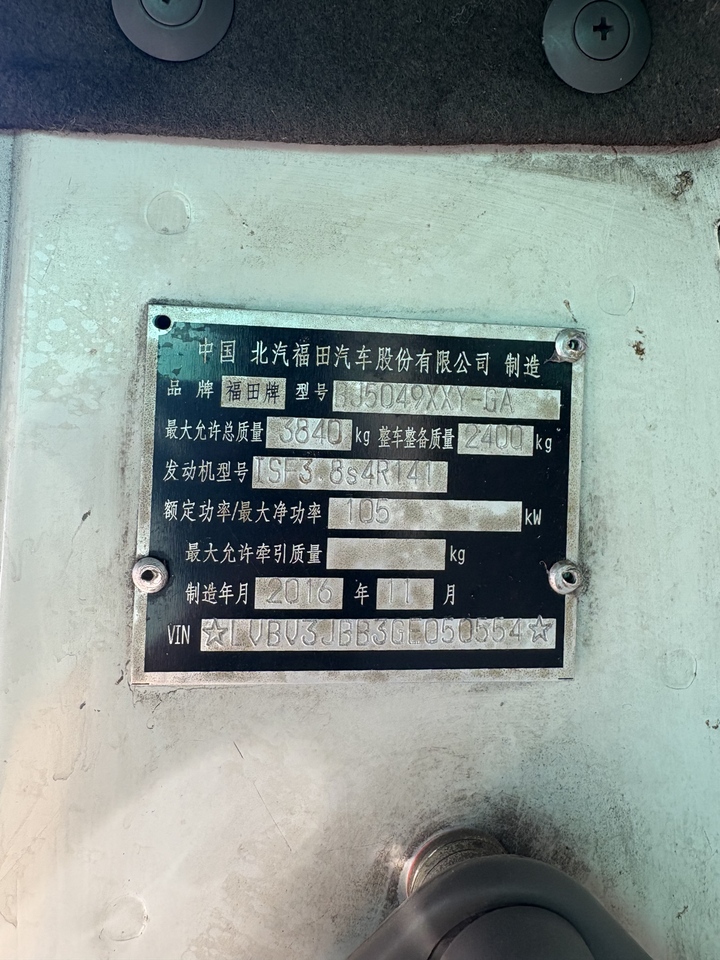 中国 北汽福田汽车股份有限公司 制造
品牌 福田牌 型号 BJ5049XXY-GA
最大允许总质量 3840 kg 整车整备质量 2400 kg
发动机型号 ISF3.8s4R141
额定功率/最大净功率 105 kW
最大允许牵引质量 kg
制造年月 2016 年 11 月
VIN ☆LVBV3JBB3GE050554☆